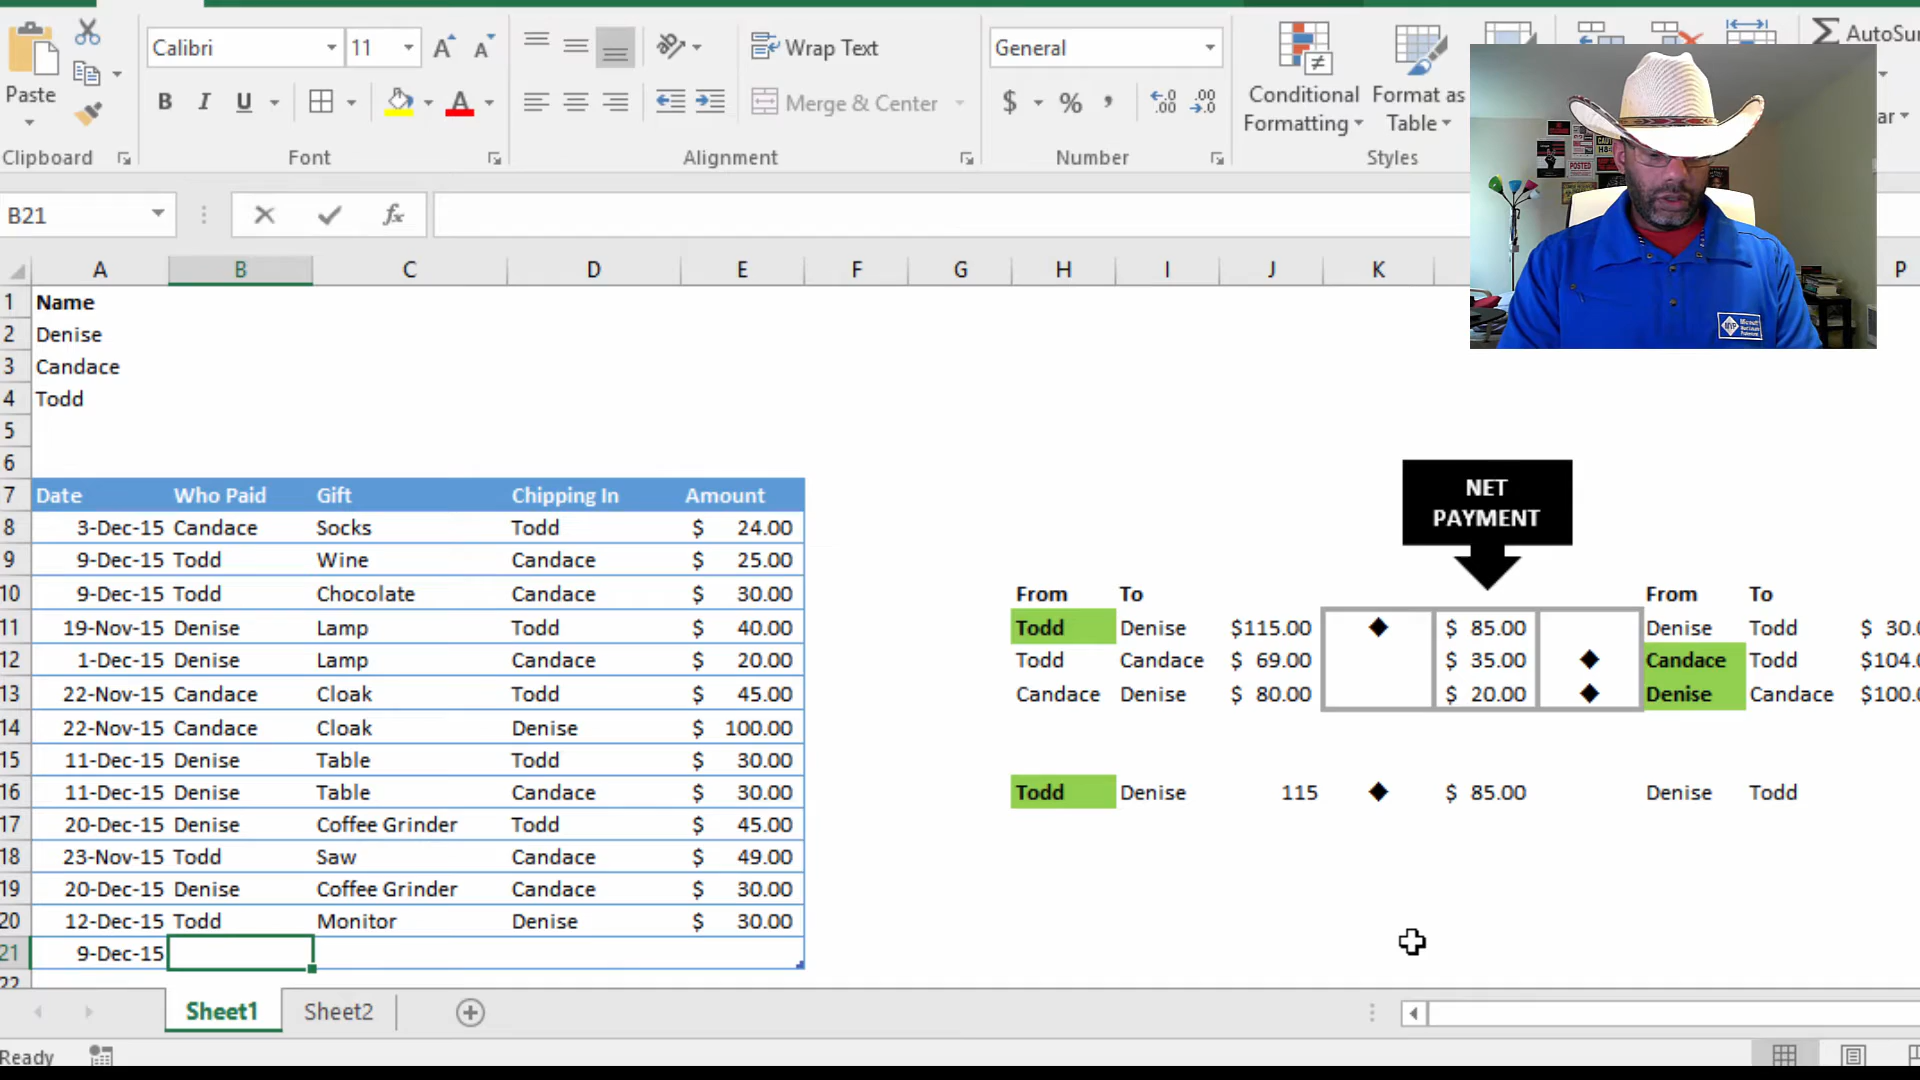 Calibri 11 Wrap Text General AutoSu
B I U A Merge & Center $ % Conditional Formatting Format as Table
Paste
ar
Clipboard Font Alignment Number Styles
B21 fx
A B C D E F G H I J K P
1 Name
2 Denise
3 Candace
4 Todd
5
6
7 Date Who Paid Gift Chipping In Amount
NET
PAYMENT
8 3-Dec-15 Candace Socks Todd $ 24.00
9 9-Dec-15 Todd Wine Candace $ 25.00
10 9-Dec-15 Todd Chocolate Candace $ 30.00 From To From To
11 19-Nov-15 Denise Lamp Todd $ 40.00 Todd Denise $115.00 ◆ $ 85.00 Denise Todd $ 30.0
12 1-Dec-15 Denise Lamp Candace $ 20.00 Todd Candace $ 69.00 $ 35.00 ◆ Candace Todd $104.0
13 22-Nov-15 Candace Cloak Todd $ 45.00 Candace Denise $ 80.00 $ 20.00 ◆ Denise Candace $100.0
14 22-Nov-15 Candace Cloak Denise $ 100.00
15 11-Dec-15 Denise Table Todd $ 30.00
16 11-Dec-15 Denise Table Candace $ 30.00 Todd Denise 115 ◆ $ 85.00 Denise Todd
17 20-Dec-15 Denise Coffee Grinder Todd $ 45.00
18 23-Nov-15 Todd Saw Candace $ 49.00
19 20-Dec-15 Denise Coffee Grinder Candace $ 30.00
20 12-Dec-15 Todd Monitor Denise $ 30.00
21 9-Dec-15
22
Sheet1 Sheet2
Ready